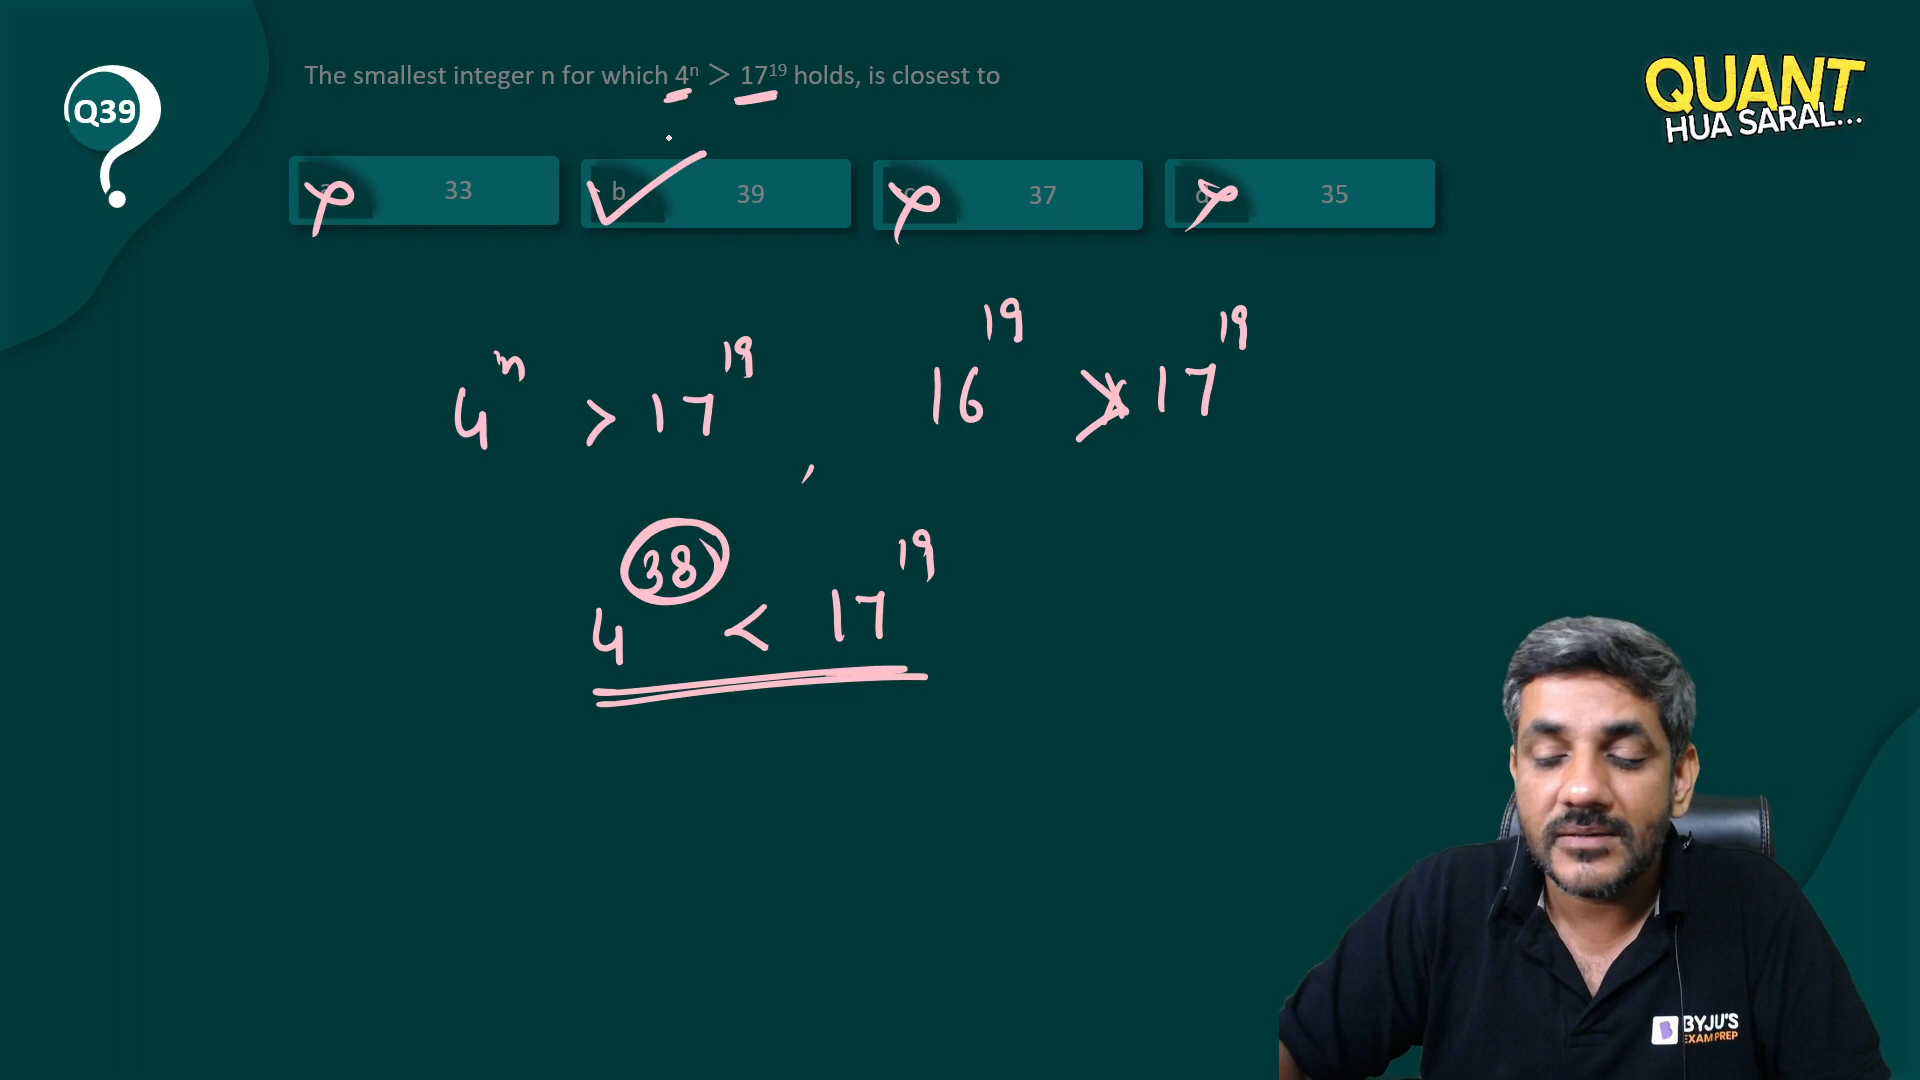 Q39
The smallest integer n for which 4ⁿ > 17¹⁹ holds, is closest to
QUANT
HUA SARAL...
33
b 39
37
d 35
4ⁿ > 17¹⁹ , 16¹⁹ > 17¹⁹
4³⁸ < 17¹⁹
BYJU'S
EXAM PREP